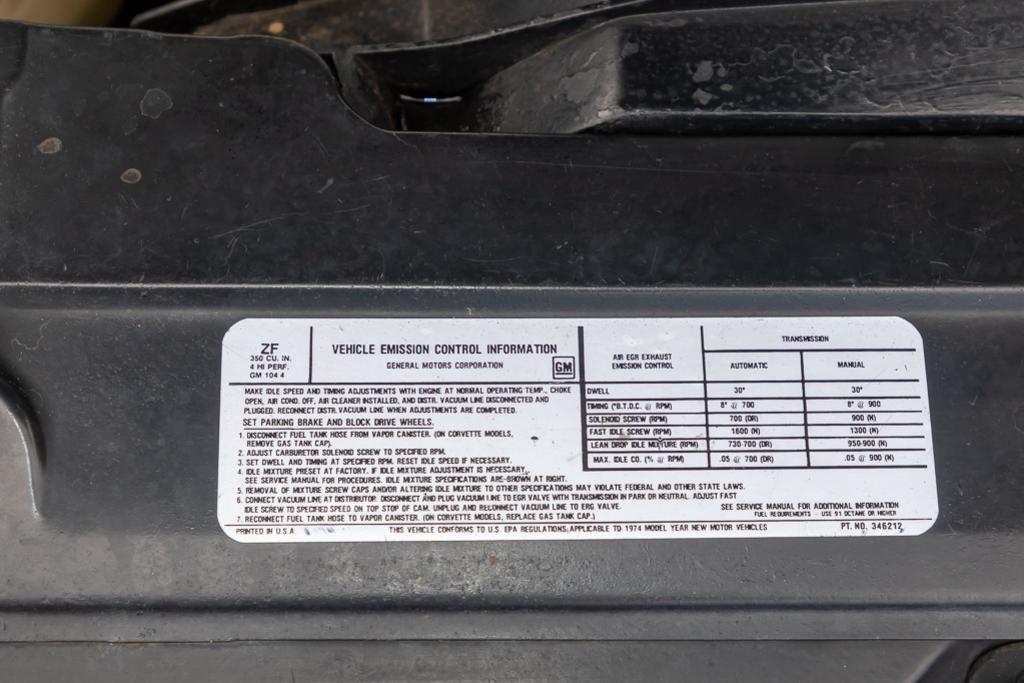 ZF
350 CU. IN.
4 HI PERF.
GM 104 4
VEHICLE EMISSION CONTROL INFORMATION
GENERAL MOTORS CORPORATION
GM
MAKE IDLE SPEED AND TIMING ADJUSTMENTS WITH ENGINE AT NORMAL OPERATING TEMP., CHOKE
OPEN, AIR COND. OFF, AIR CLEANER INSTALLED, AND DISTR. VACUUM LINE DISCONNECTED AND
PLUGGED. RECONNECT DISTR. VACUUM LINE WHEN ADJUSTMENTS ARE COMPLETED.
SET PARKING BRAKE AND BLOCK DRIVE WHEELS.
1. DISCONNECT FUEL TANK HOSE FROM VAPOR CANISTER. (ON CORVETTE MODELS,
REMOVE GAS TANK CAP).
2. ADJUST CARBURETOR SOLENOID SCREW TO SPECIFIED RPM.
3. SET DWELL AND TIMING AT SPECIFIED RPM. RESET IDLE SPEED IF NECESSARY.
4. IDLE MIXTURE PRESET AT FACTORY. IF IDLE MIXTURE ADJUSTMENT IS NECESSARY,
SEE SERVICE MANUAL FOR PROCEDURES. IDLE MIXTURE SPECIFICATIONS ARE SHOWN AT RIGHT.
5. REMOVAL OF MIXTURE SCREW CAPS AND/OR ALTERING IDLE MIXTURE TO OTHER SPECIFICATIONS MAY VIOLATE FEDERAL AND OTHER STATE LAWS.
6. CONNECT VACUUM LINE AT DISTRIBUTOR. DISCONNECT AND PLUG VACUUM LINE TO EGR VALVE WITH TRANSMISSION IN PARK OR NEUTRAL. ADJUST FAST
IDLE SCREW TO SPECIFIED SPEED ON TOP STOP OF CAM. UNPLUG AND RECONNECT VACUUM LINE TO ERG VALVE.
7. RECONNECT FUEL TANK HOSE TO VAPOR CANISTER. (ON CORVETTE MODELS, REPLACE GAS TANK CAP.)
AIR EGR EXHAUST
EMISSION CONTROL
TRANSMISSION
AUTOMATIC MANUAL
DWELL 30° 30°
TIMING (°B.T.D.C. @ RPM) 8° @ 700 8° @ 900
SOLENOID SCREW (RPM) 700 (DR) 900 (N)
FAST IDLE SCREW (RPM) 1600 (N) 1300 (N)
LEAN DROP IDLE MIXTURE (RPM) 730-700 (DR) 950-900 (N)
MAX. IDLE CO. (% @ RPM) .05 @ 700 (DR) .05 @ 900 (N)
SEE SERVICE MANUAL FOR ADDITIONAL INFORMATION
FUEL REQUIREMENTS - USE 91 OCTANE OR HIGHER
PRINTED IN U.S.A. THIS VEHICLE CONFORMS TO U.S. EPA REGULATIONS, APPLICABLE TO 1974 MODEL YEAR NEW MOTOR VEHICLES PT. NO. 346212